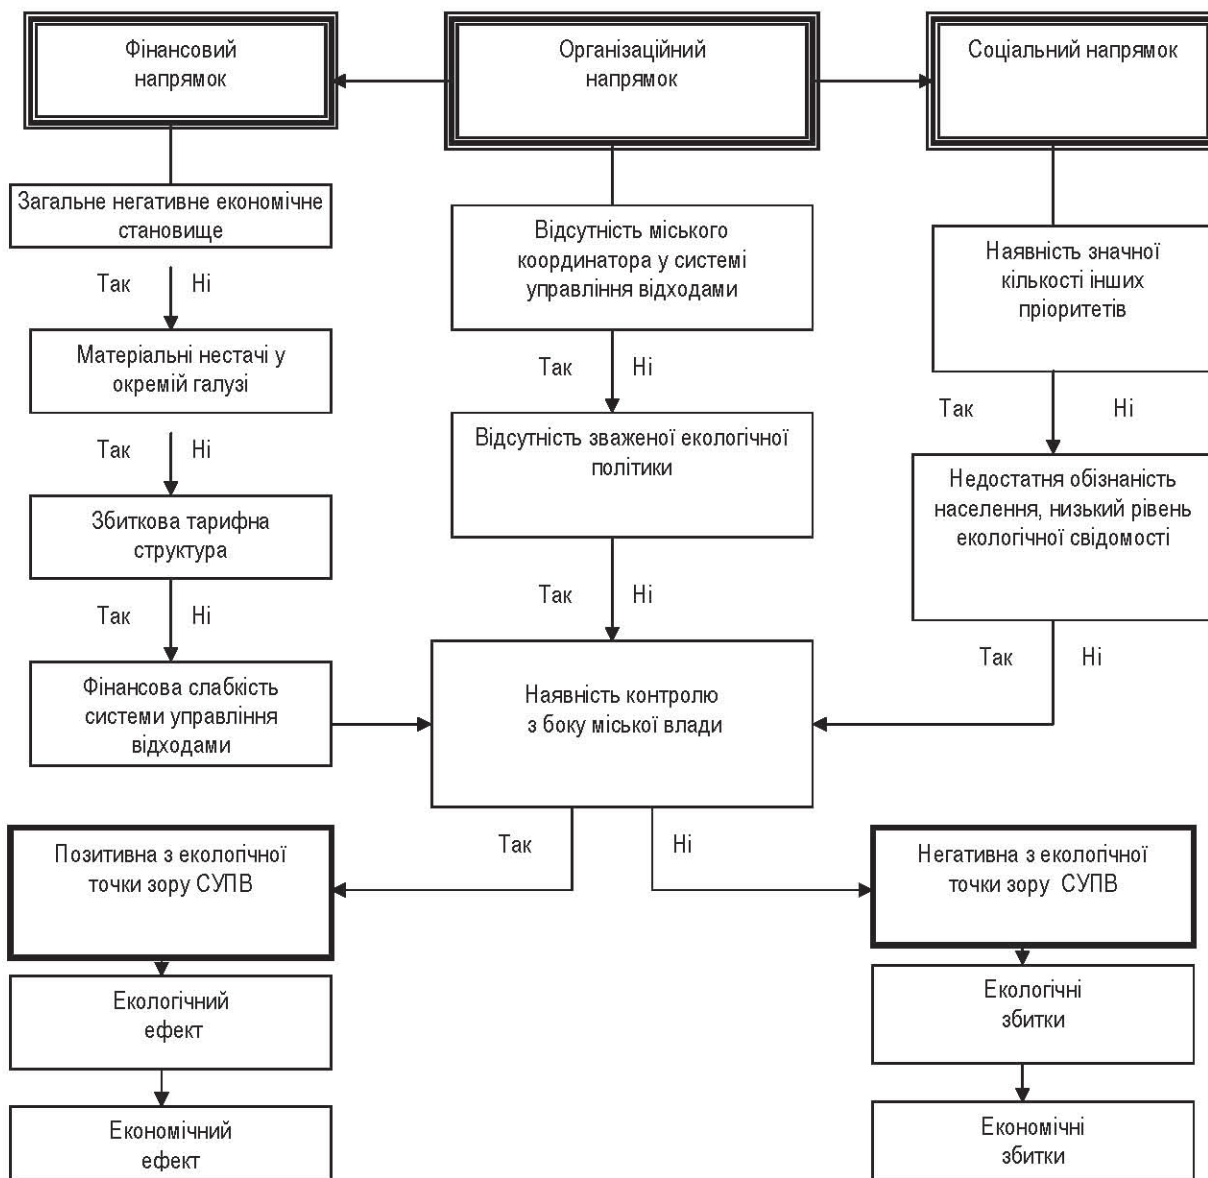 Фінансовий
напрямок
Організаційний
напрямок
Соціальний напрямок
Загальне негативне економічне
становище
Відсутність міського
координатора у системі
управління відходами
Наявність значної
кількості інших
пріоритетів
Так Ні
Матеріальні нестачі у
окремій галузі
Так Ні
Так Ні
Відсутність зваженої екологічної
політики
Так Ні
Недостатня обізнаність
населення, низький рівень
екологічної свідомості
Так Ні
Збиткова тарифна
структура
Так Ні
Так Ні
Так Ні
Фінансова слабкість
системи управління
відходами
Наявність контролю
з боку міської влади
Так Ні
Позитивна з екологічної
точки зору СУПВ
Негативна з екологічної
точки зору СУПВ
Екологічний
ефект
Екологічні
збитки
Економічний
ефект
Економічні
збитки